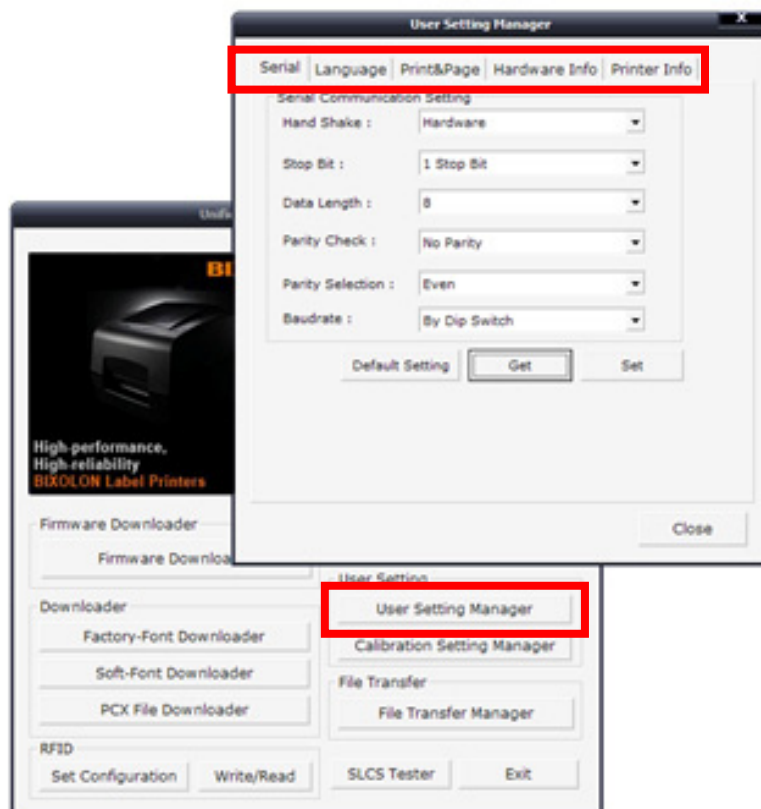 User Setting Manager
X
Serial Language Print&Page Hardware Info Printer Info
Serial Communication Setting
Hand Shake : Hardware
Stop Bit : 1 Stop Bit
Data Length : 8
Parity Check : No Parity
Parity Selection : Even
Baudrate : By Dip Switch
Default Setting Get Set
Close
High-performance,
High-reliability
BIXOLON Label Printers
Firmware Downloader
Firmware
User Setting
User Setting Manager
Calibration Setting Manager
Downloader
Factory-Font Downloader
Soft-Font Downloader
PCX File Downloader
File Transfer
File Transfer Manager
RFID
Set Configuration Write/Read
SLCS Tester Exit